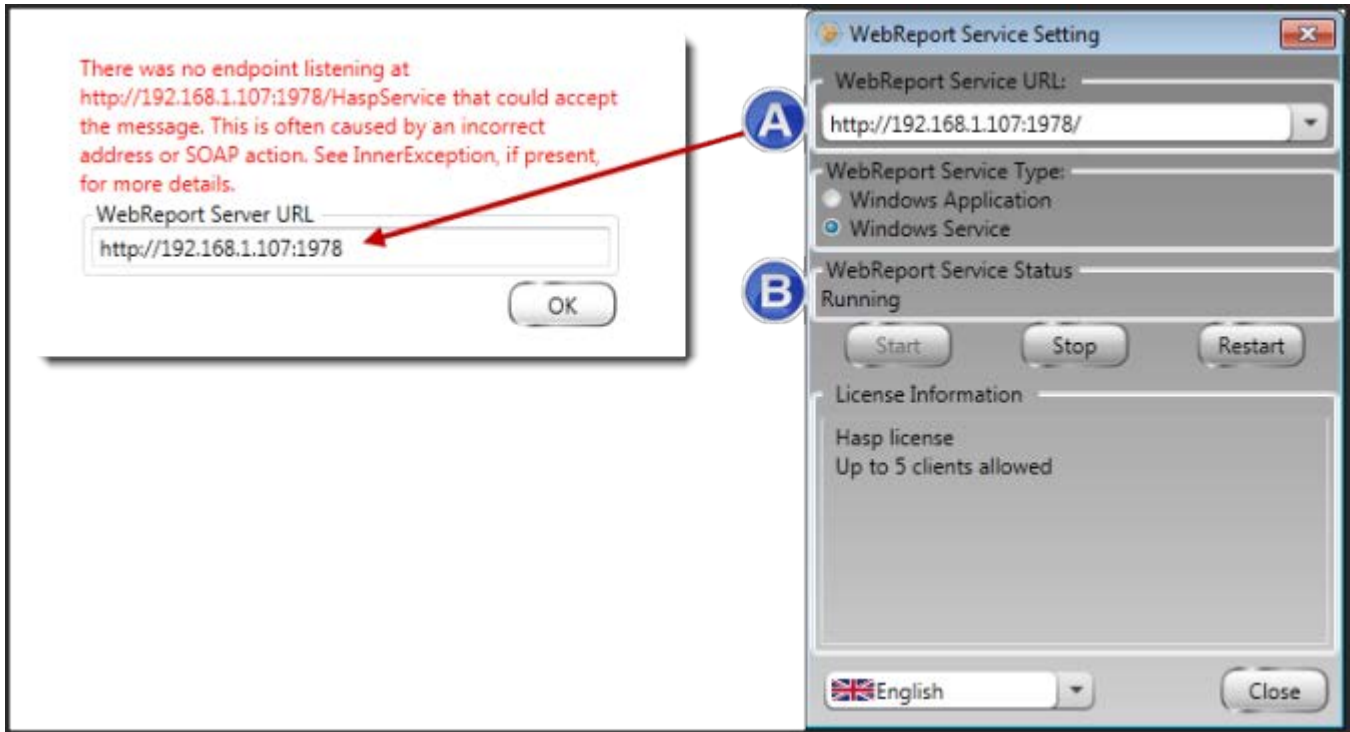 There was no endpoint listening at
http://192.168.1.107:1978/HaspService that could accept
the message. This is often caused by an incorrect
address or SOAP action. See InnerException, if present,
for more details.
WebReport Server URL
http://192.168.1.107:1978
OK
A
B
WebReport Service Setting
WebReport Service URL:
http://192.168.1.107:1978/
WebReport Service Type:
Windows Application
Windows Service
WebReport Service Status
Running
Start Stop Restart
License Information
Hasp license
Up to 5 clients allowed
English Close